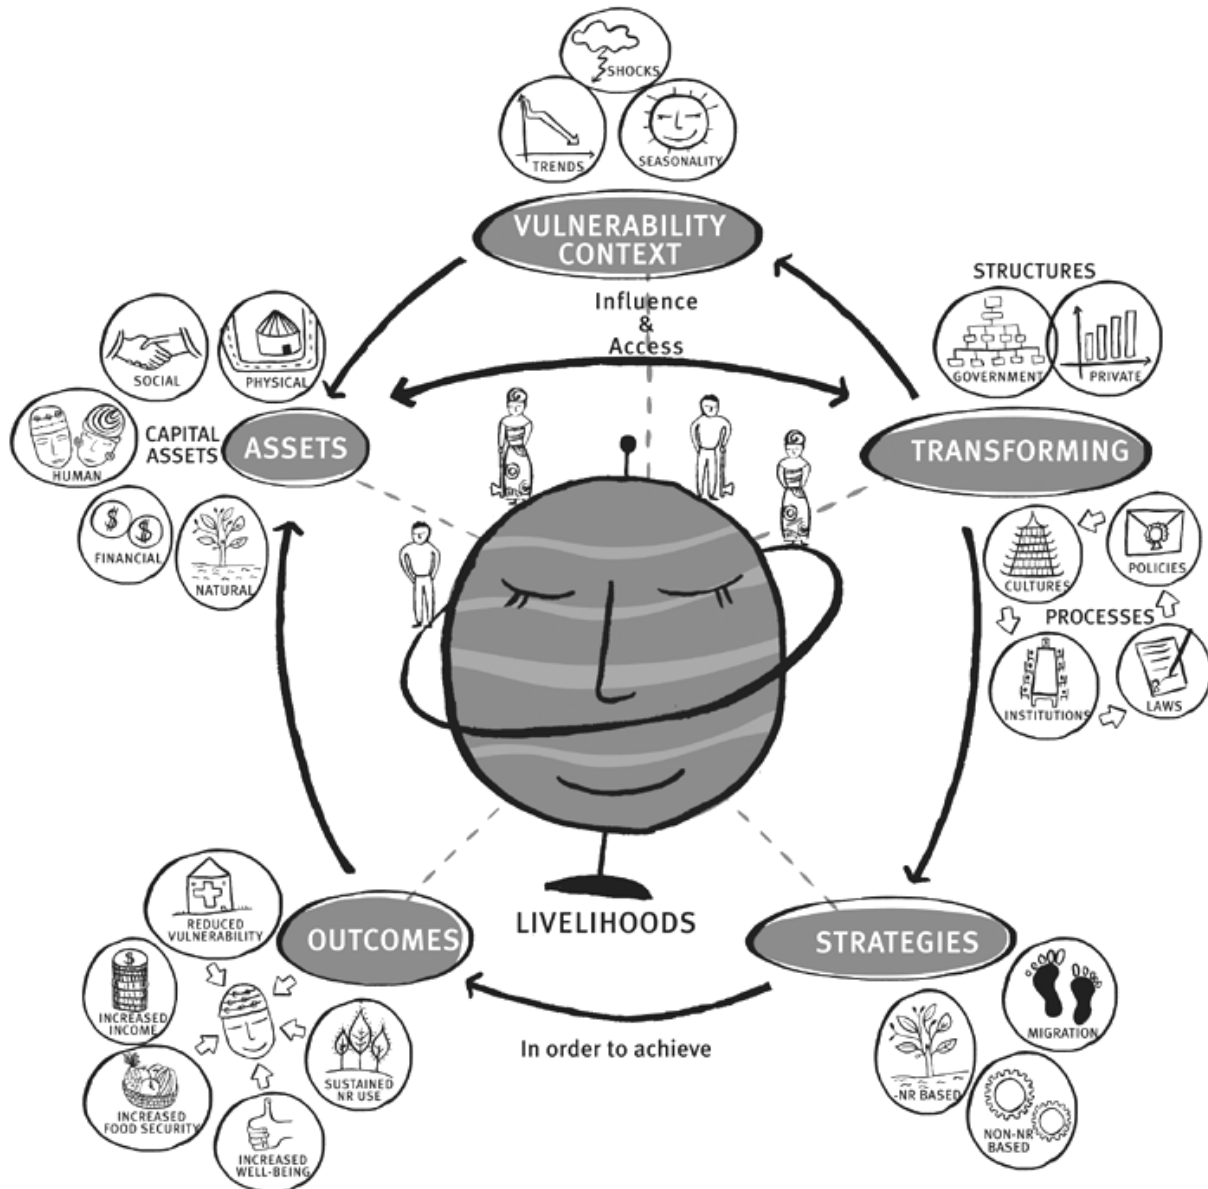 SHOCKS
TRENDS
SEASONALITY
VULNERABILITY
CONTEXT
Influence
&
Access
STRUCTURES
GOVERNMENT
PRIVATE
TRANSFORMING
CULTURES
POLICIES
PROCESSES
INSTITUTIONS
LAWS
SOCIAL
PHYSICAL
HUMAN
CAPITAL
ASSETS
ASSETS
$
$
FINANCIAL
NATURAL
LIVELIHOODS
STRATEGIES
MIGRATION
-NR BASED
NON-NR
BASED
In order to achieve
OUTCOMES
REDUCED
VULNERABILITY
$
INCREASED
INCOME
INCREASED
FOOD SECURITY
INCREASED
WELL-BEING
SUSTAINED
NR USE